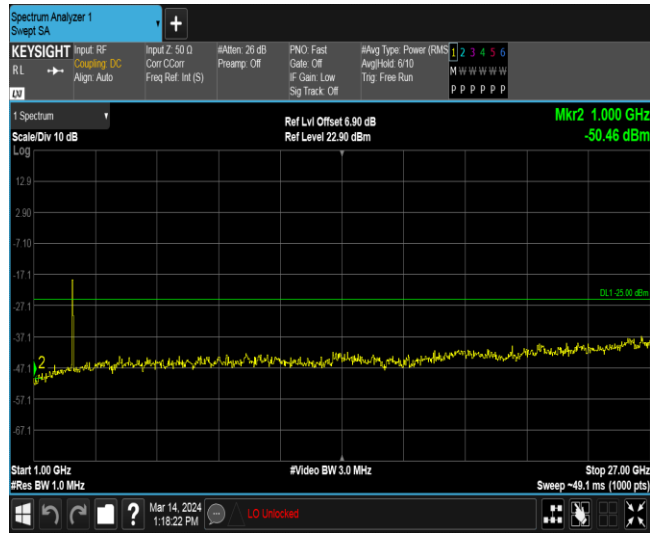 Spectrum Analyzer 1
Swept SA
KEYSIGHT Input: RF Input Z: 50 Ω #Atten: 26 dB PNO: Fast #Avg Type: Power (RMS 1 2 3 4 5 6
RL Coupling: DC Corr CCorr Preamp: Off Gate: Off Avg|Hold: 6/10 M W W W W W
Align: Auto Freq Ref: Int (S) IF Gain: Low Trig: Free Run
LXI Sig Track: Off P P P P P P
1 Spectrum Ref Lvl Offset 6.90 dB Mkr2 1.000 GHz
Scale/Div 10 dB Ref Level 22.90 dBm -50.46 dBm
Log
12.9
2.90
-7.10
-17.1
DL1 -25.00 dBm
-27.1
-37.1
2
-47.1
-57.1
-67.1
Start 1.00 GHz #Video BW 3.0 MHz Stop 27.00 GHz
#Res BW 1.0 MHz Sweep ~49.1 ms (1000 pts)
? Mar 14, 2024
1:18:22 PM LO Unlocked